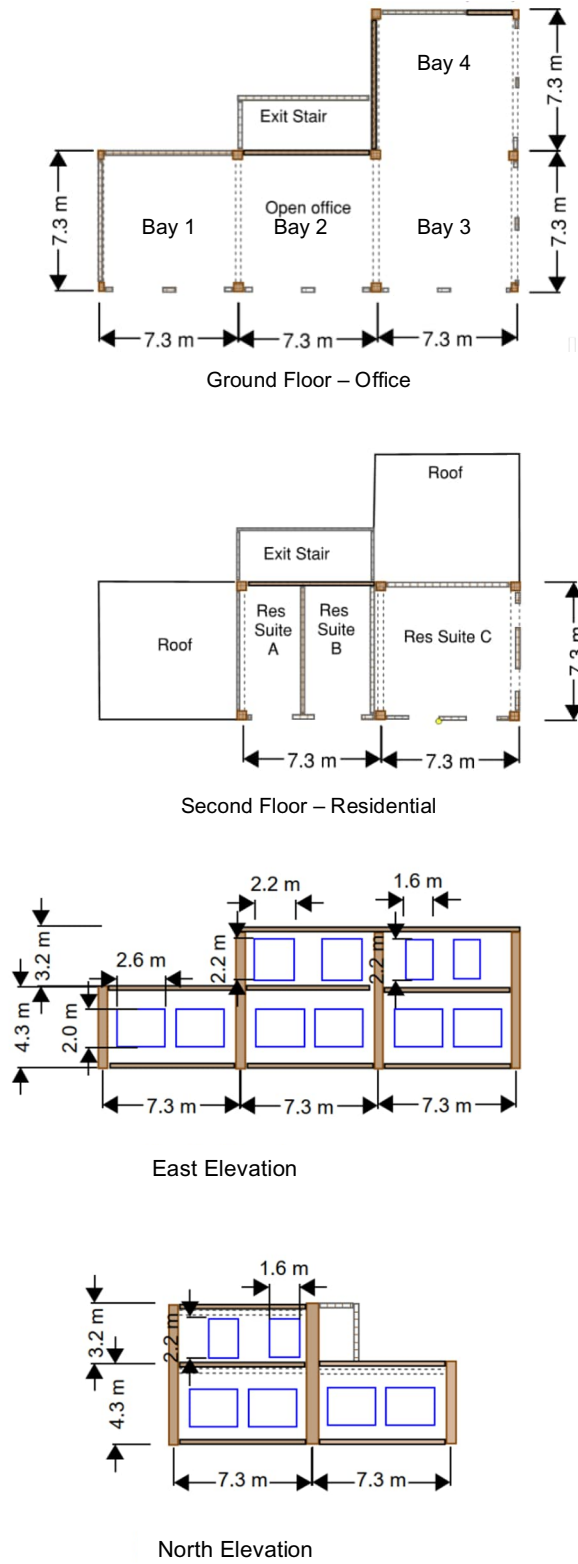 Bay 4
7.3 m
Exit Stair
7.3 m
Bay 1
Open office
Bay 2
Bay 3
7.3 m
7.3 m
7.3 m
7.3 m
Ground Floor – Office
Roof
Exit Stair
Roof
Res
Suite
A
Res
Suite
B
Res Suite C
7.3 m
7.3 m
7.3 m
Second Floor – Residential
2.2 m
1.6 m
3.2 m
2.6 m
2.2 m
2.2 m
4.3 m
2.0 m
7.3 m
7.3 m
7.3 m
East Elevation
1.6 m
3.2 m
2.2 m
4.3 m
7.3 m
7.3 m
North Elevation